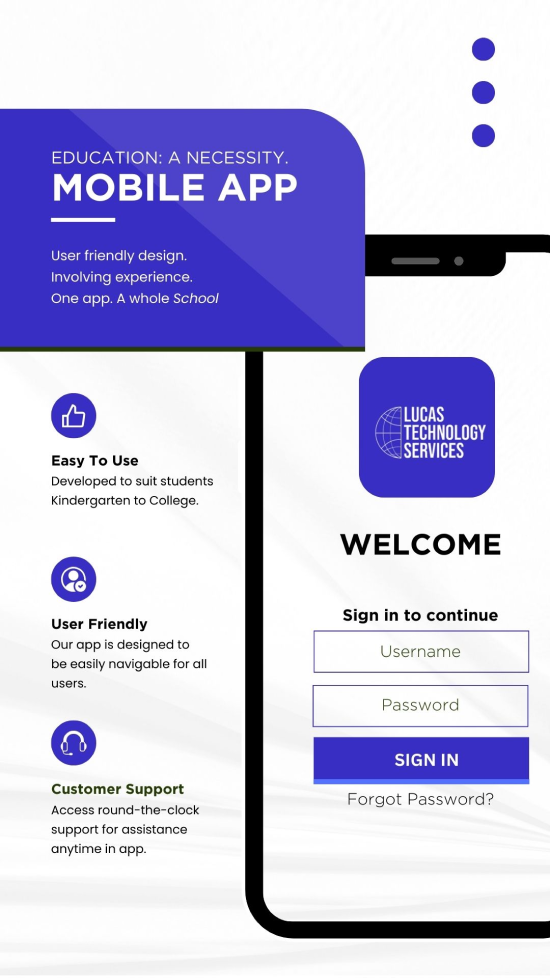 EDUCATION: A NECESSITY.
MOBILE APP
User friendly design.
Involving experience.
One app. A whole School
Easy To Use
Developed to suit students
Kindergarten to College.
User Friendly
Our app is designed to
be easily navigable for all
users.
Customer Support
Access round-the-clock
support for assistance
anytime in app.
LUCAS
TECHNOLOGY
SERVICES
WELCOME
Sign in to continue
Username
Password
SIGN IN
Forgot Password?